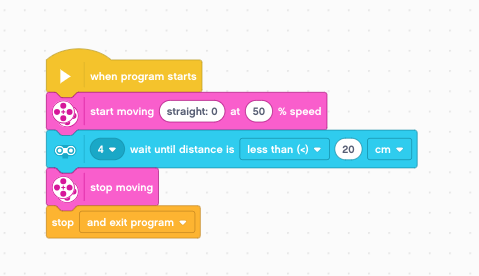 when program starts
start moving straight: 0 at 50 % speed
4 wait until distance is less than (<) 20 cm
stop moving
stop and exit program